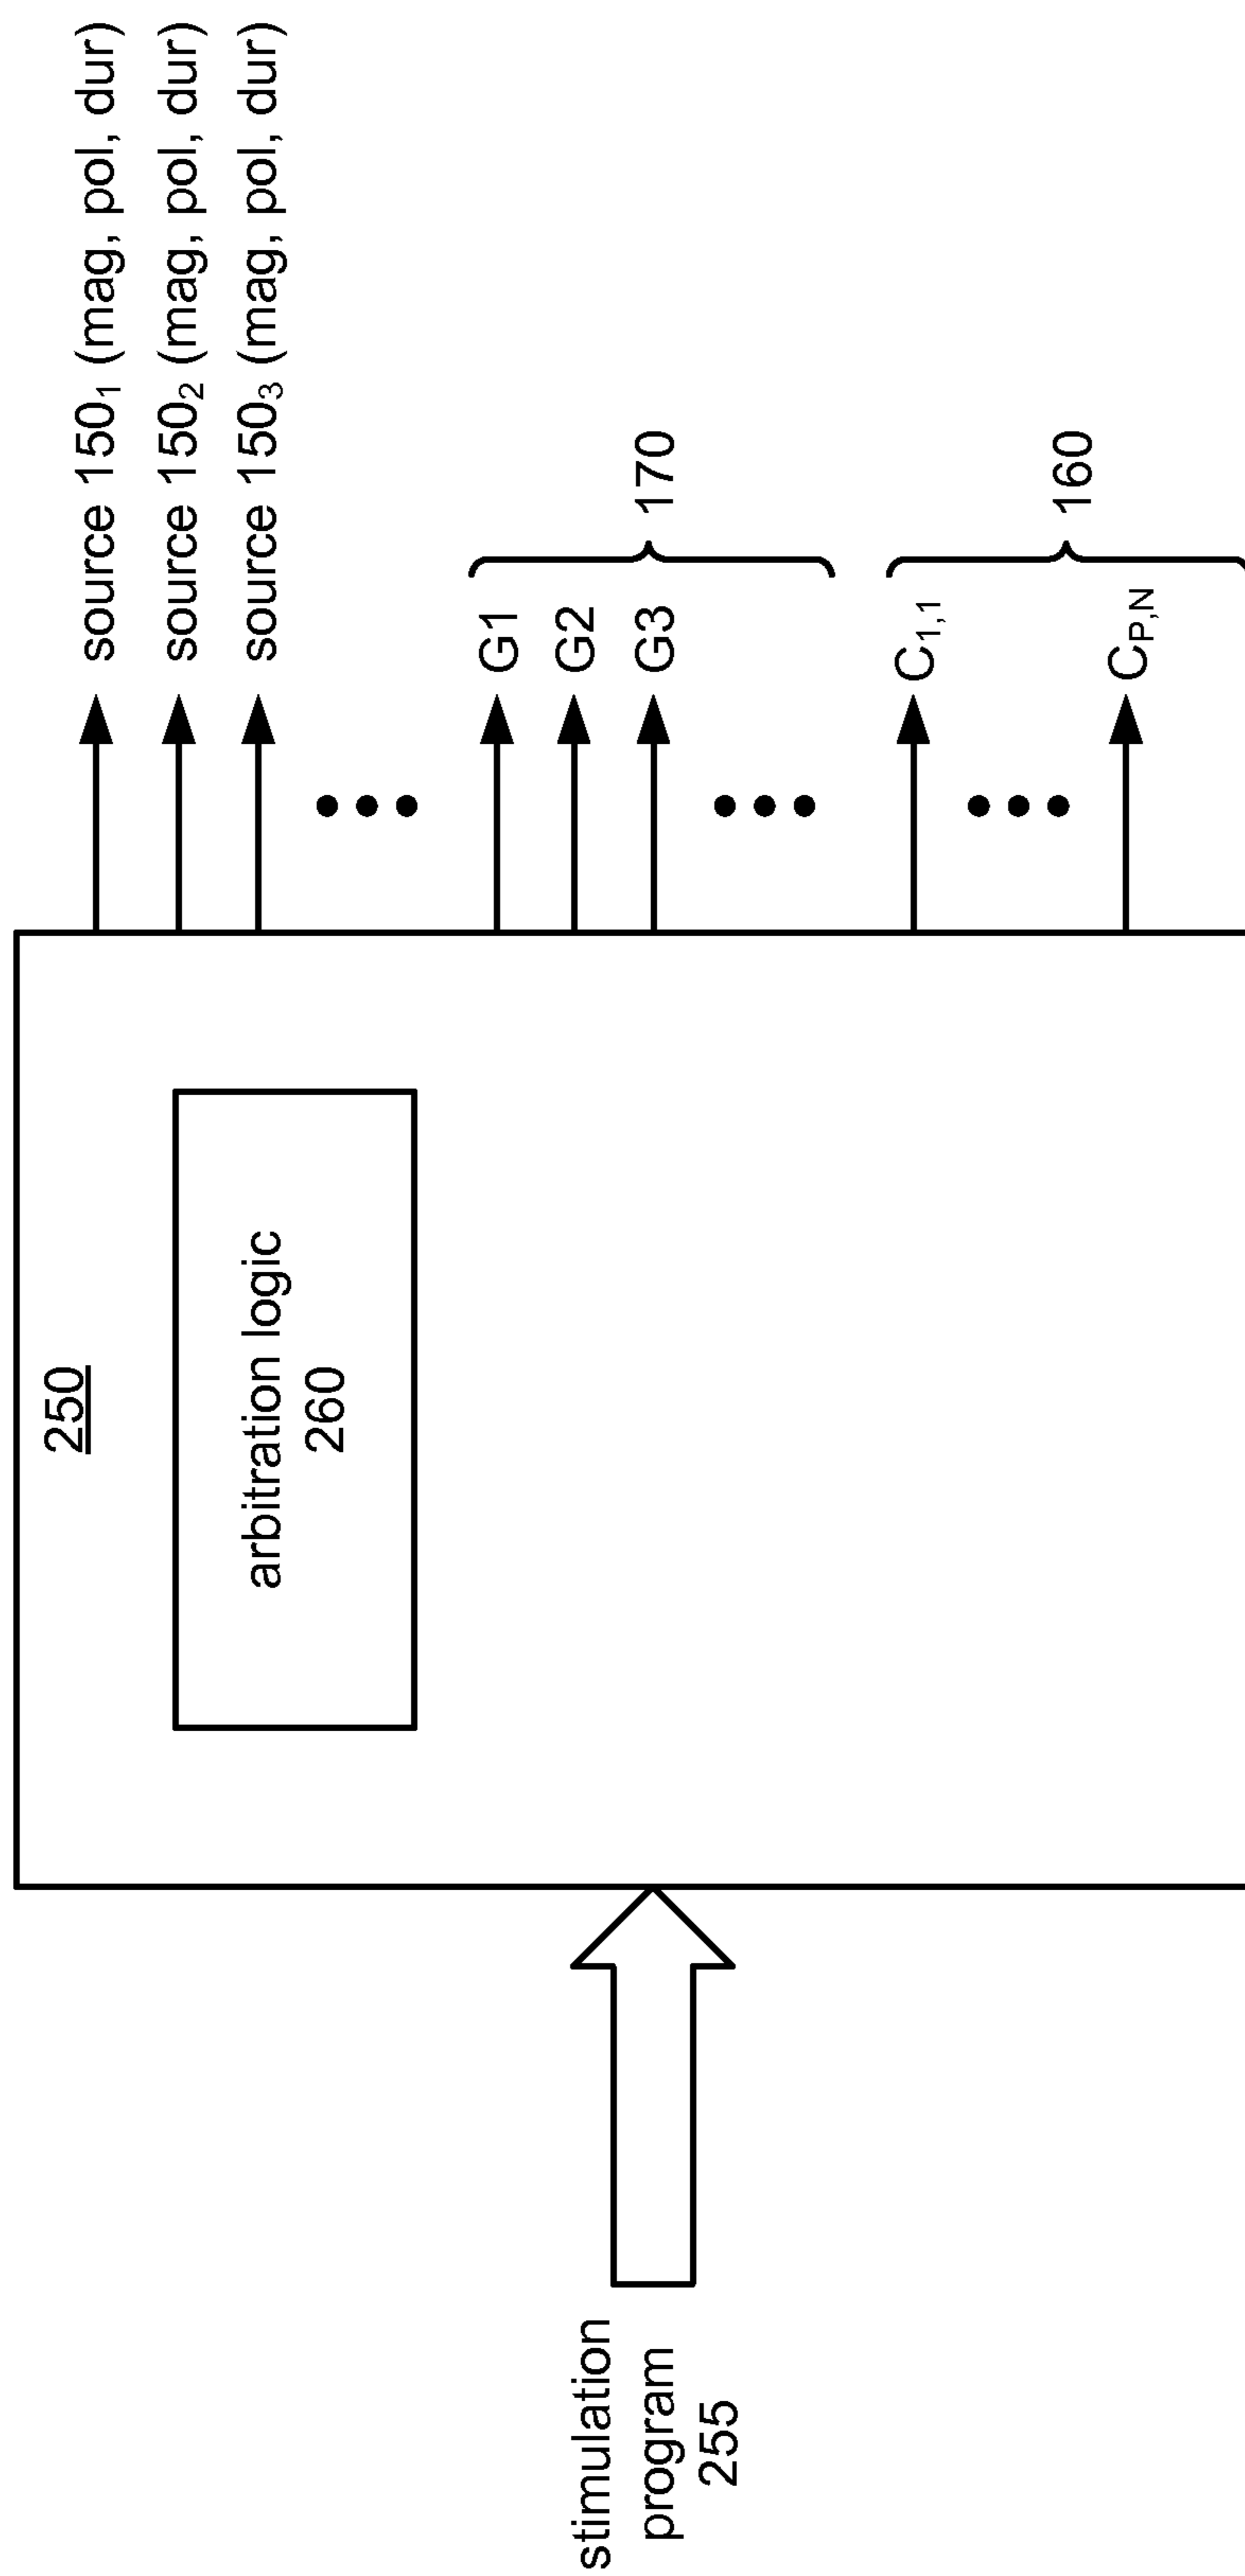 250
arbitration logic
260
stimulation
program
255
source 150₁ (mag, pol, dur)
source 150₂ (mag, pol, dur)
source 150₃ (mag, pol, dur)
G1
G2
G3
170
C₁,₁
C_P,N
160